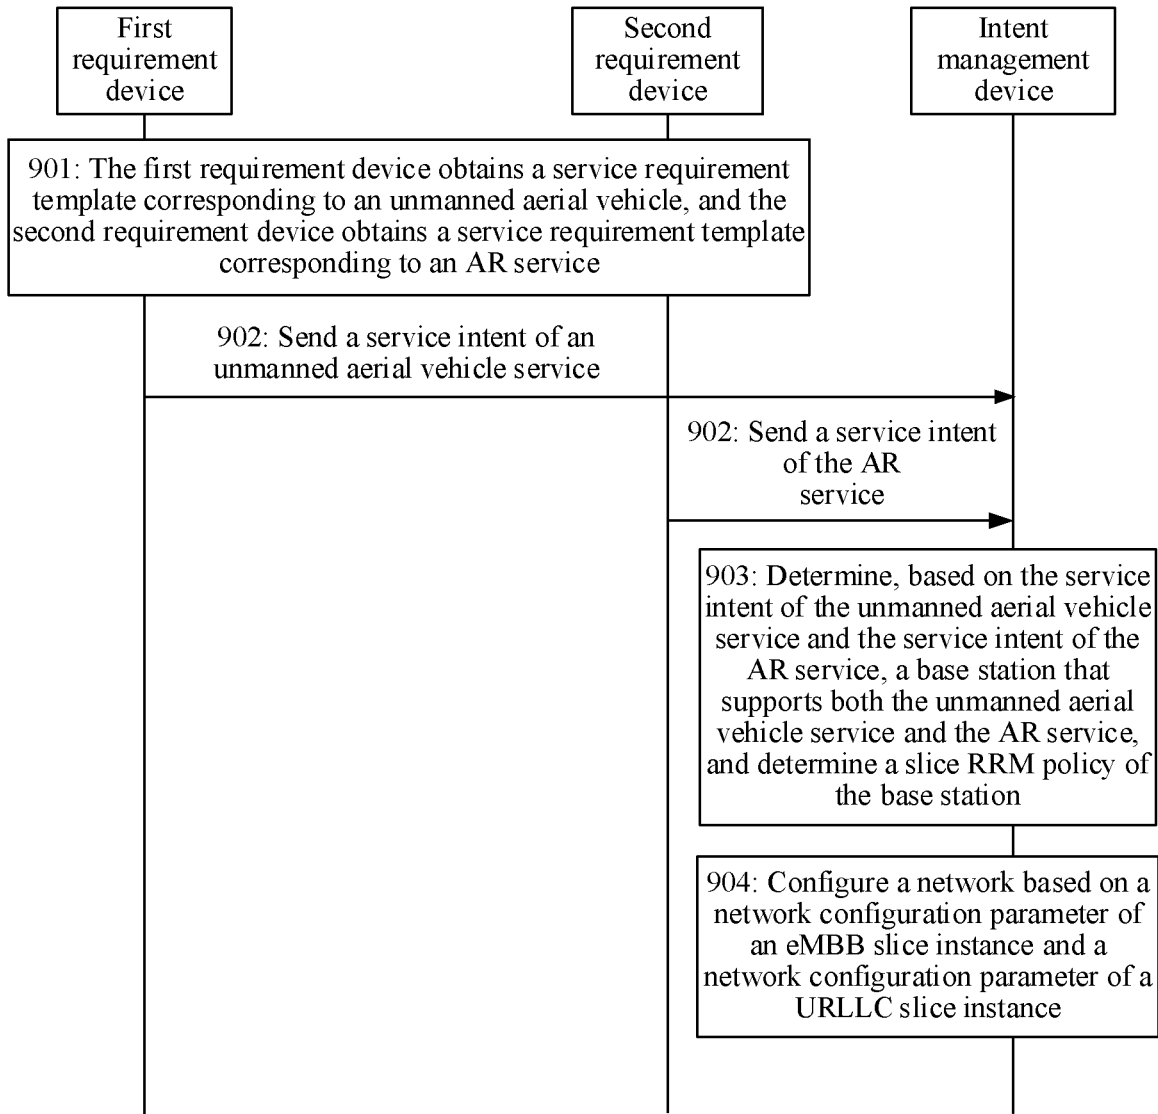 First
requirement
device
Second
requirement
device
Intent
management
device
901: The first requirement device obtains a service requirement
template corresponding to an unmanned aerial vehicle, and the
second requirement device obtains a service requirement template
corresponding to an AR service
902: Send a service intent of an
unmanned aerial vehicle service
902: Send a service intent
of the AR
service
903: Determine, based on the service
intent of the unmanned aerial vehicle
service and the service intent of the
AR service, a base station that
supports both the unmanned aerial
vehicle service and the AR service,
and determine a slice RRM policy of
the base station
904: Configure a network based on a
network configuration parameter of
an eMBB slice instance and a
network configuration parameter of a
URLLC slice instance